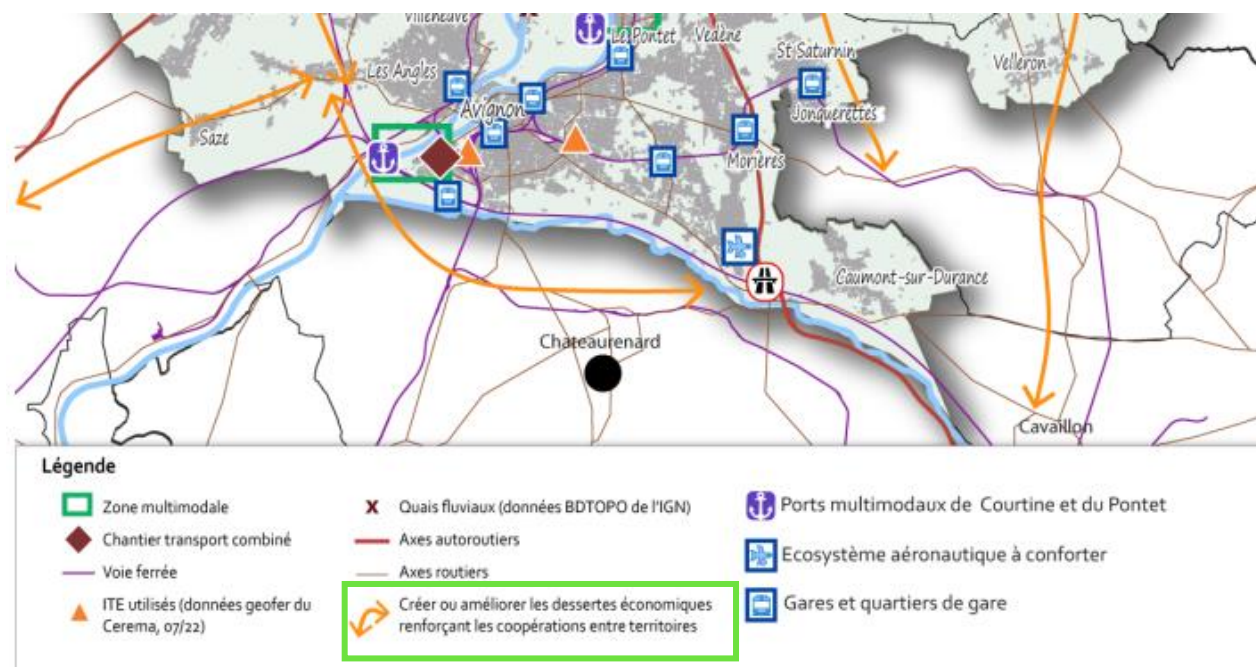 Villeneuve
Le Pontet
Vedène
St Saturnin
Velleron
Les Angles
Avignon
Jonquerettes
Saze
Morières
Caumont-sur-Durance
Chateaurenard
Cavaillon
Légende
Zone multimodale
Chantier transport combiné
Voie ferrée
ITE utilisés (données geofer du
Cerema, 07/22)
X Quais fluviaux (données BDTOPO de l'IGN)
Axes autoroutiers
Axes routiers
Créer ou améliorer les dessertes économiques
renforçant les coopérations entre territoires
Ports multimodaux de Courtine et du Pontet
Ecosystème aéronautique à conforter
Gares et quartiers de gare